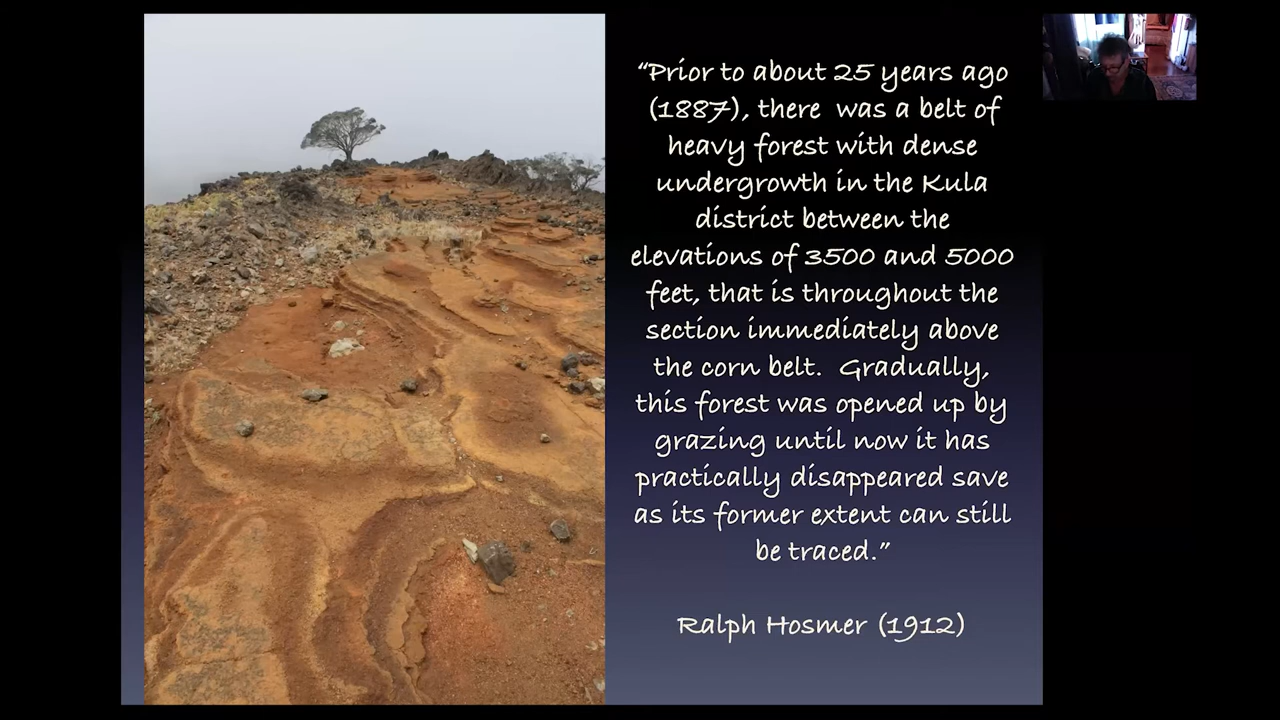 “Prior to about 25 years ago
(1887), there was a belt of
heavy forest with dense
undergrowth in the Kula
district between the
elevations of 3500 and 5000
feet, that is throughout the
section immediately above
the corn belt. Gradually,
this forest was opened up by
grazing until now it has
practically disappeared save
as its former extent can still
be traced.”
Ralph Hosmer (1912)